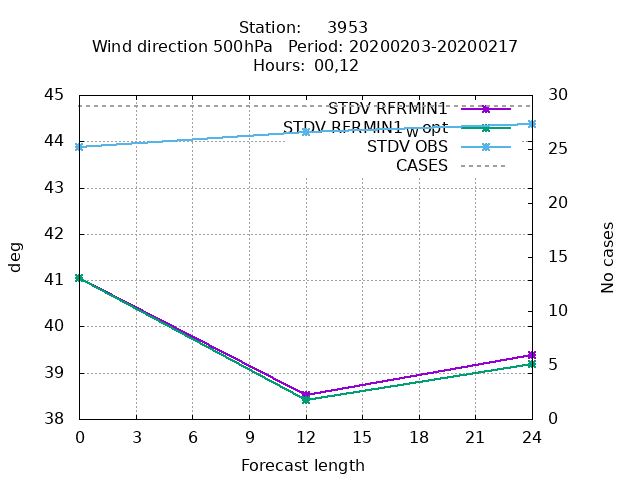 Station: 3953
Wind direction 500hPa Period: 20200203-20200217
Hours: 00,12
45 30
STDV RFRMIN1
STDV RFRMIN1_w_opt
44 25
STDV OBS
CASES
43
20
42
15
41
10
40
39 5
38 0
deg
No cases
0 3 6 9 12 15 18 21 24
Forecast length